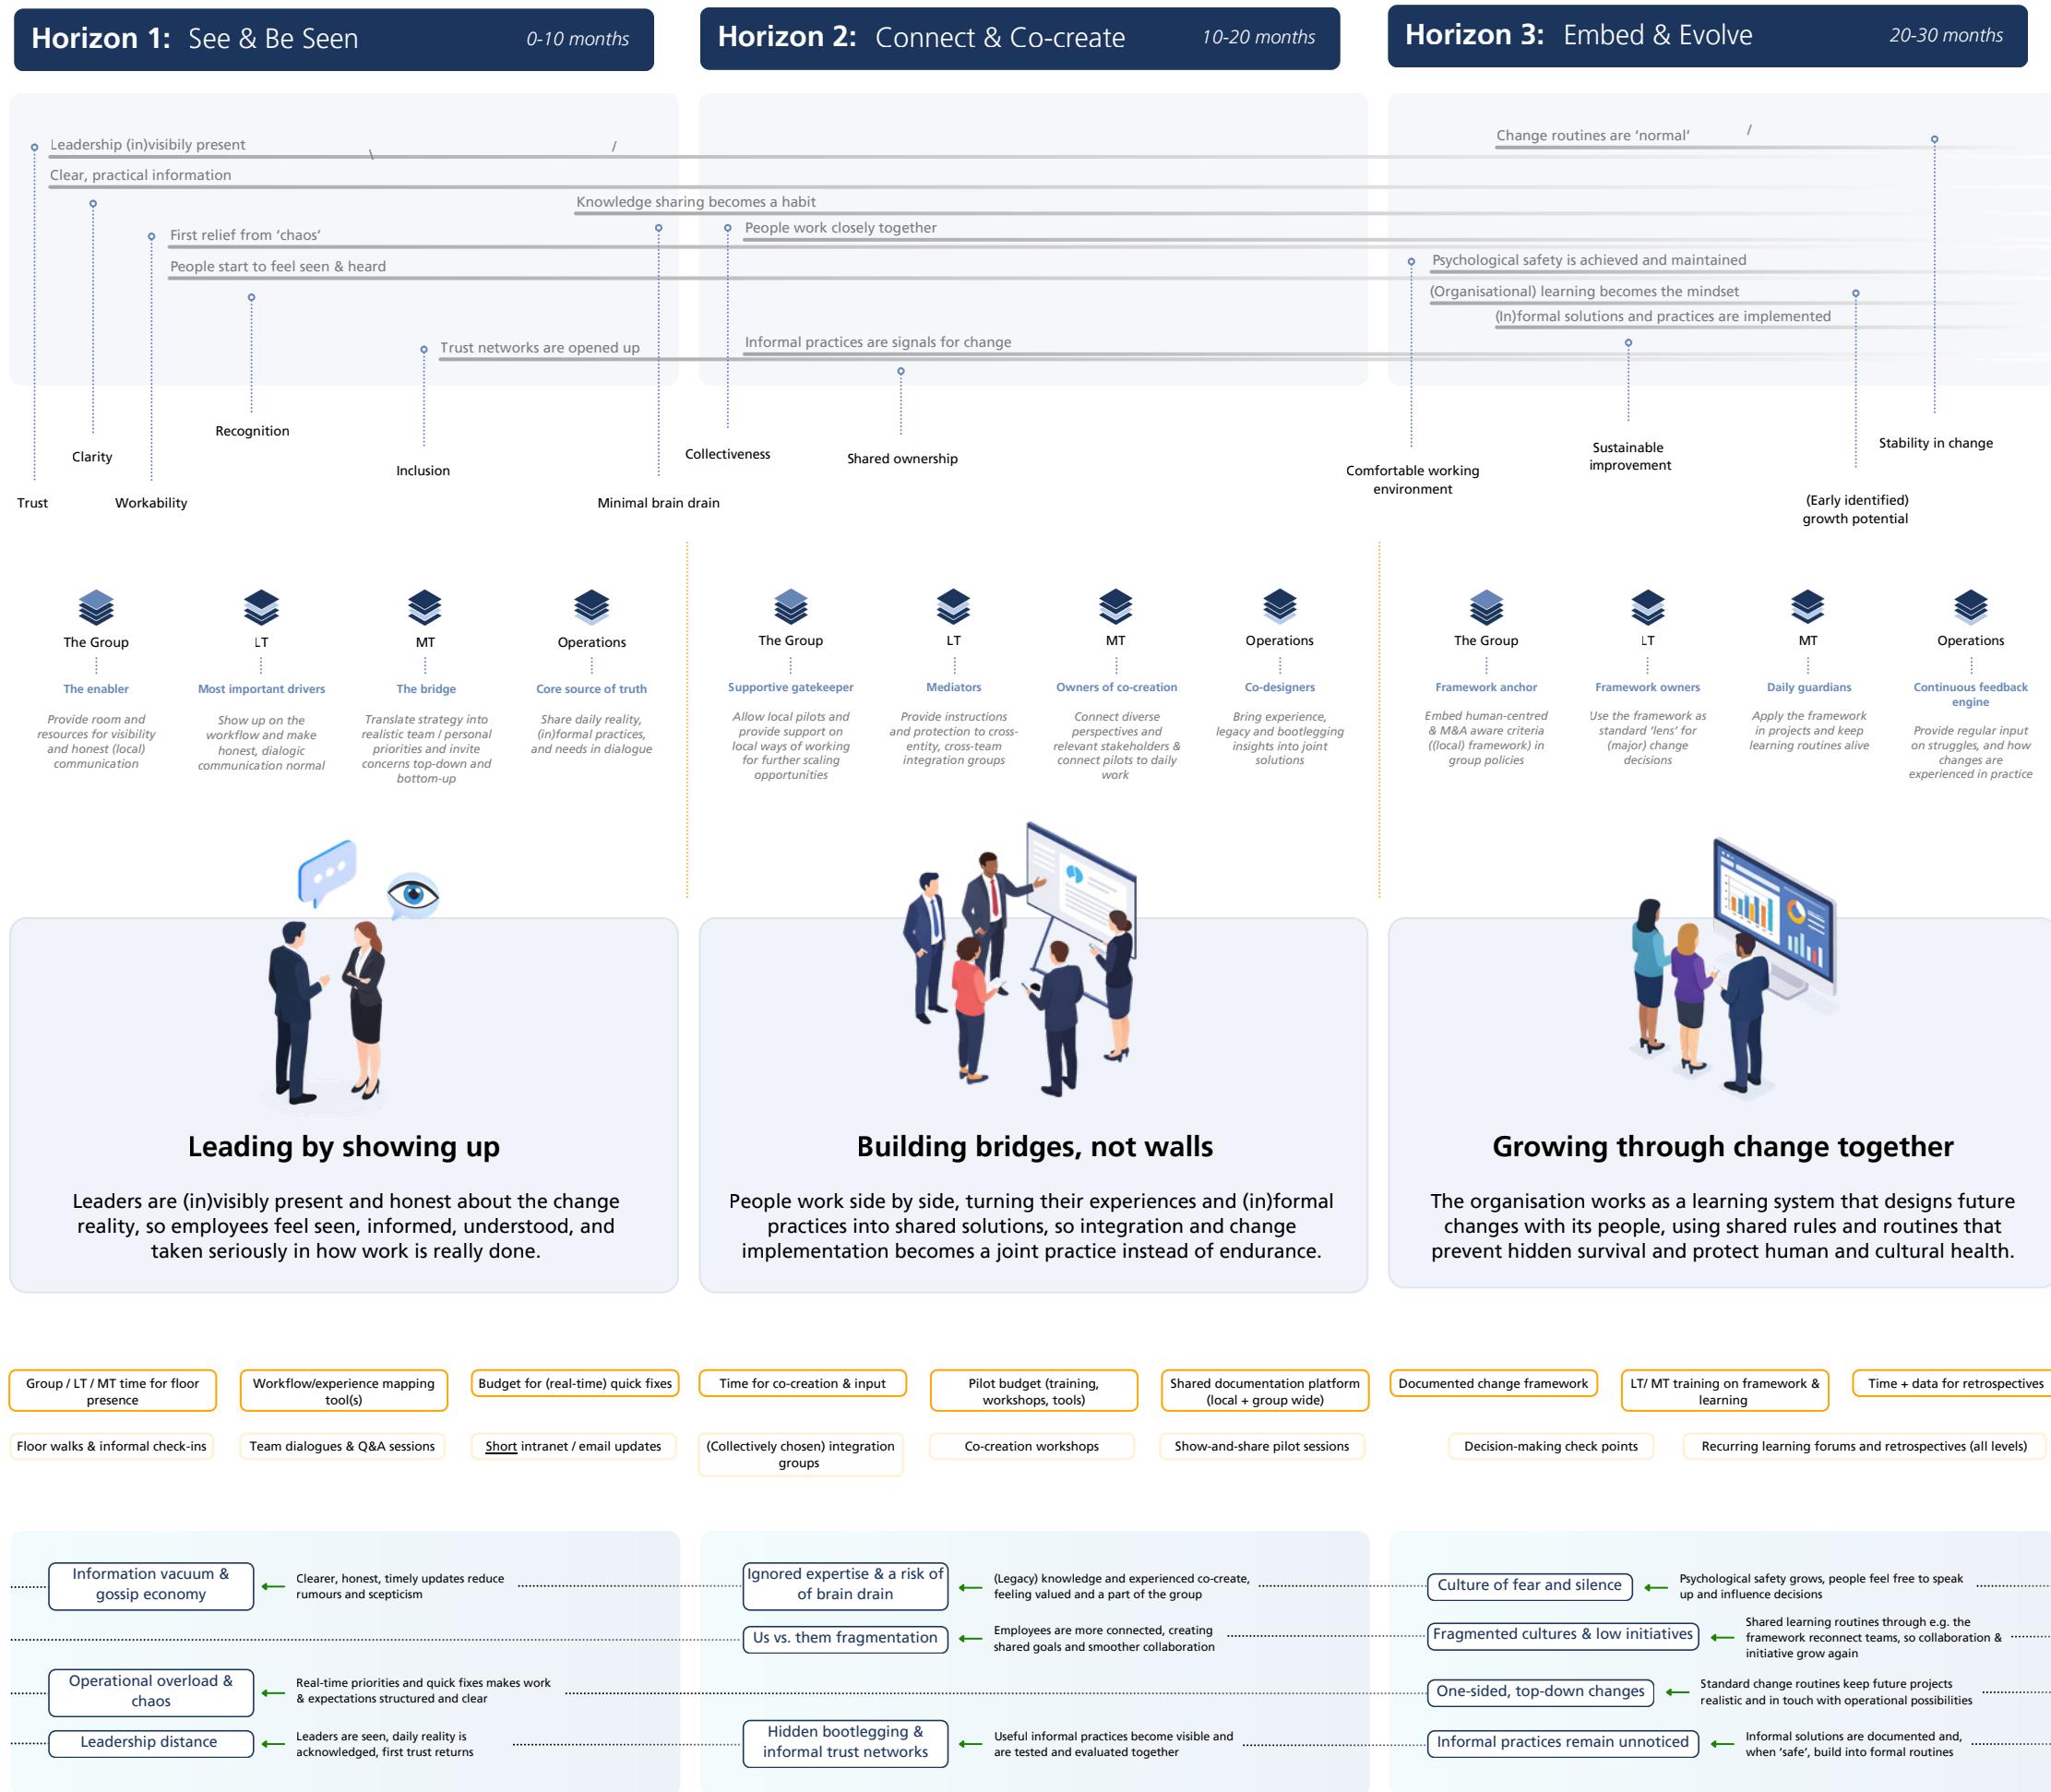 Horizon 1: See & Be Seen 0-10 months
Horizon 2: Connect & Co-create 10-20 months
Horizon 3: Embed & Evolve 20-30 months
Leadership (in)visibily present
\
/
Change routines are ‘normal’
/
Clear, practical information
Knowledge sharing becomes a habit
First relief from ‘chaos’
People work closely together
People start to feel seen & heard
Psychological safety is achieved and maintained
(Organisational) learning becomes the mindset
(In)formal solutions and practices are implemented
Trust networks are opened up
Informal practices are signals for change
Trust
Clarity
Workability
Recognition
Inclusion
Minimal brain drain
Collectiveness
Shared ownership
Comfortable working
environment
Sustainable
improvement
(Early identified)
growth potential
Stability in change
The Group
The enabler
Provide room and
resources for visibility
and honest (local)
communication
LT
Most important drivers
Show up on the
workflow and make
honest, dialogic
communication normal
MT
The bridge
Translate strategy into
realistic team / personal
priorities and invite
concerns top-down and
bottom-up
Operations
Core source of truth
Share daily reality,
(in)formal practices,
and needs in dialogue
The Group
Supportive gatekeeper
Allow local pilots and
provide support on
local ways of working
for further scaling
opportunities
LT
Mediators
Provide instructions
and protection to cross-
entity, cross-team
integration groups
MT
Owners of co-creation
Connect diverse
perspectives and
relevant stakeholders &
connect pilots to daily
work
Operations
Co-designers
Bring experience,
legacy and bootlegging
insights into joint
solutions
The Group
Framework anchor
Embed human-centred
& M&A aware criteria
((local) framework) in
group policies
LT
Framework owners
Use the framework as
standard ‘lens’ for
(major) change
decisions
MT
Daily guardians
Apply the framework
in projects and keep
learning routines alive
Operations
Continuous feedback
engine
Provide regular input
on struggles, and how
changes are
experienced in practice
Leading by showing up
Leaders are (in)visibly present and honest about the change
reality, so employees feel seen, informed, understood, and
taken seriously in how work is really done.
Building bridges, not walls
People work side by side, turning their experiences and (in)formal
practices into shared solutions, so integration and change
implementation becomes a joint practice instead of endurance.
Growing through change together
The organisation works as a learning system that designs future
changes with its people, using shared rules and routines that
prevent hidden survival and protect human and cultural health.
Group / LT / MT time for floor
presence
Workflow/experience mapping
tool(s)
Budget for (real-time) quick fixes
Time for co-creation & input
Pilot budget (training,
workshops, tools)
Shared documentation platform
(local + group wide)
Documented change framework
LT/ MT training on framework &
learning
Time + data for retrospectives
Floor walks & informal check-ins
Team dialogues & Q&A sessions
Short intranet / email updates
(Collectively chosen) integration
groups
Co-creation workshops
Show-and-share pilot sessions
Decision-making check points
Recurring learning forums and retrospectives (all levels)
Information vacuum &
gossip economy
Clearer, honest, timely updates reduce
rumours and scepticism
Operational overload &
chaos
Real-time priorities and quick fixes makes work
& expectations structured and clear
Leadership distance
Leaders are seen, daily reality is
acknowledged, first trust returns
Ignored expertise & a risk of
of brain drain
(Legacy) knowledge and experienced co-create,
feeling valued and a part of the group
Us vs. them fragmentation
Employees are more connected, creating
shared goals and smoother collaboration
Hidden bootlegging &
informal trust networks
Useful informal practices become visible and
are tested and evaluated together
Culture of fear and silence
Psychological safety grows, people feel free to speak
up and influence decisions
Fragmented cultures & low initiatives
Shared learning routines through e.g. the
framework reconnect teams, so collaboration &
initiative grow again
One-sided, top-down changes
Standard change routines keep future projects
realistic and in touch with operational possibilities
Informal practices remain unnoticed
Informal solutions are documented and,
when ‘safe’, build into formal routines